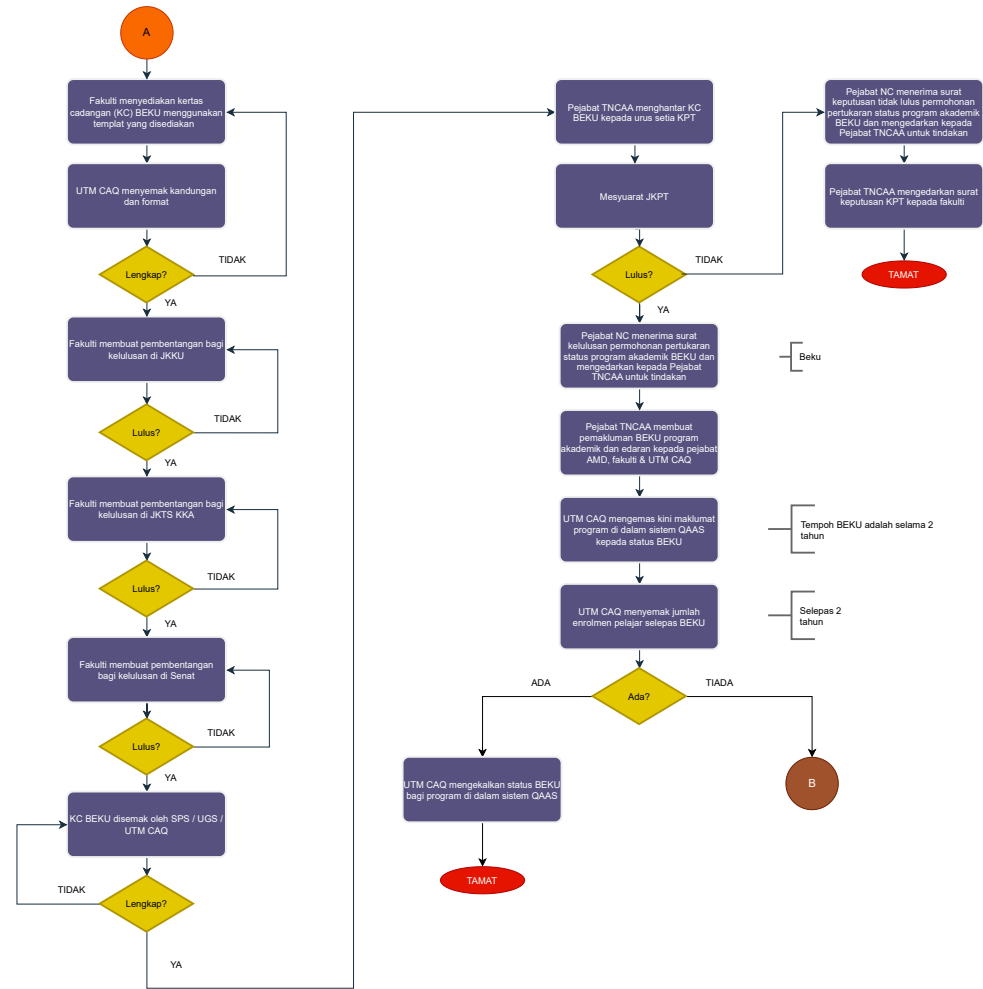 A
Fakulti menyediakan kertas
cadangan (KC) BEKU menggunakan
templat yang disediakan
UTM CAQ menyemak kandungan
dan format
Lengkap?
TIDAK
YA
Fakulti membuat pembentangan bagi
kelulusan di JKKU
Lulus?
TIDAK
YA
Fakulti membuat pembentangan bagi
kelulusan di JKTS KKA
Lulus?
TIDAK
YA
Fakulti membuat pembentangan
bagi kelulusan di Senat
Lulus?
TIDAK
YA
KC BEKU disemak oleh SPS / UGS /
UTM CAQ
TIDAK
Lengkap?
YA
Pejabat TNCAA menghantar KC
BEKU kepada urus setia KPT
Mesyuarat JKPT
Lulus?
TIDAK
YA
Pejabat NC menerima surat
keputusan tidak lulus permohonan
pertukaran status program akademik
BEKU dan mengedarkan kepada
Pejabat TNCAA untuk tindakan
Pejabat TNCAA mengedarkan surat
keputusan KPT kepada fakulti
TAMAT
Pejabat NC menerima surat
kelulusan permohonan pertukaran
status program akademik BEKU dan
mengedarkan kepada Pejabat
TNCAA untuk tindakan
Beku
Pejabat TNCAA membuat
pemakluman BEKU program
akademik dan edaran kepada pejabat
AMD, fakulti & UTM CAQ
UTM CAQ mengemas kini maklumat
program di dalam sistem QAAS
kepada status BEKU
Tempoh BEKU adalah selama 2
tahun
UTM CAQ menyemak jumlah
enrolmen pelajar selepas BEKU
Selepas 2
tahun
ADA
Ada?
TIADA
UTM CAQ mengekalkan status BEKU
bagi program di dalam sistem QAAS
TAMAT
B